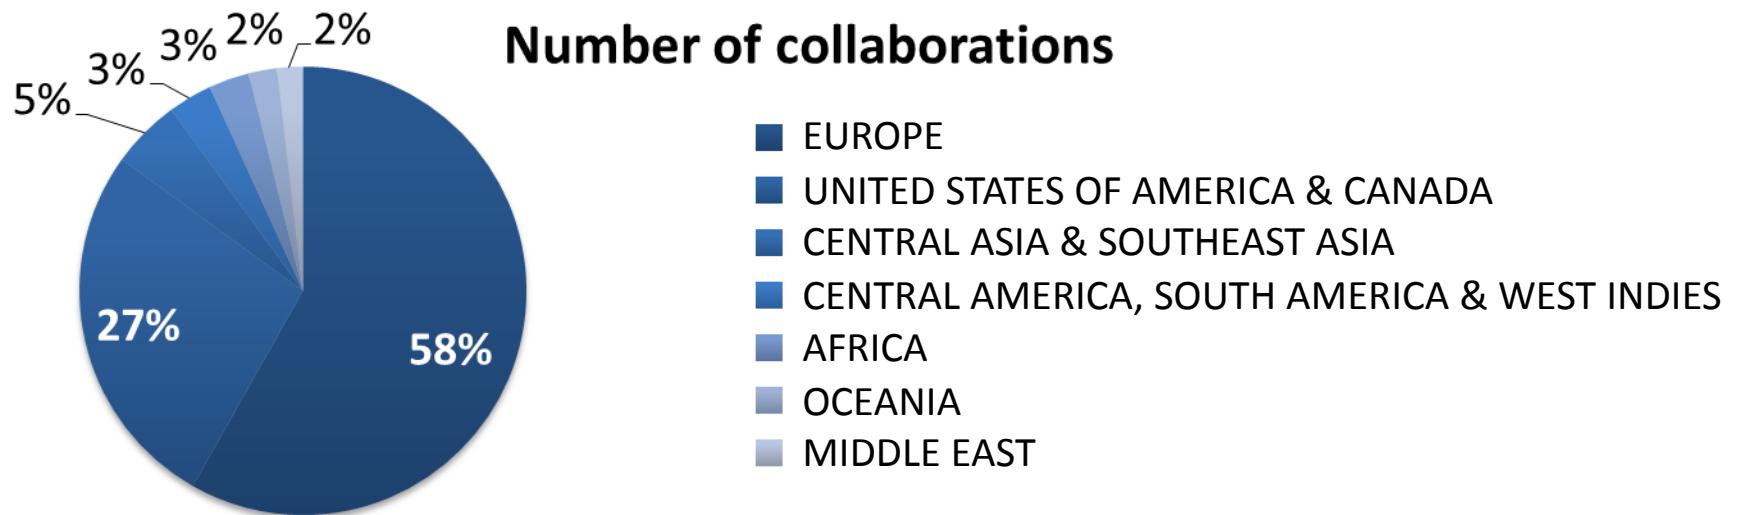 Number of collaborations
5%
3%
3%
2%
2%
27%
58%
EUROPE
UNITED STATES OF AMERICA & CANADA
CENTRAL ASIA & SOUTHEAST ASIA
CENTRAL AMERICA, SOUTH AMERICA & WEST INDIES
AFRICA
OCEANIA
MIDDLE EAST